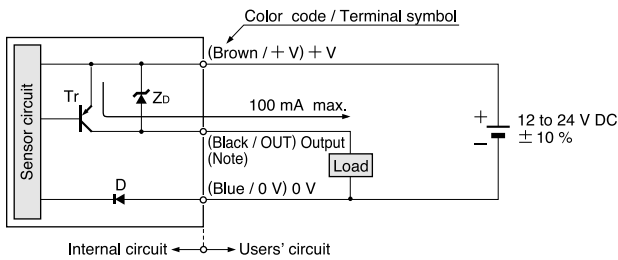 Color code / Terminal symbol
(Brown / + V) + V
Sensor circuit
Tr
ZD
100 mA max.
(Black / OUT) Output
(Note)
Load
+
−
12 to 24 V DC
± 10 %
D
(Blue / 0 V) 0 V
Internal circuit
Users' circuit